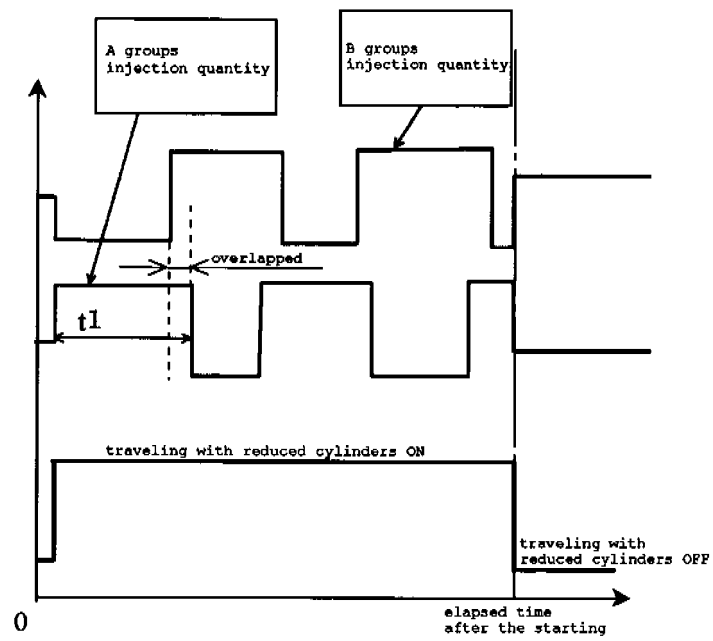 A groups
injection quantity
B groups
injection quantity
overlapped
t1
traveling with reduced cylinders ON
traveling with
reduced cylinders OFF
0
elapsed time
after the starting